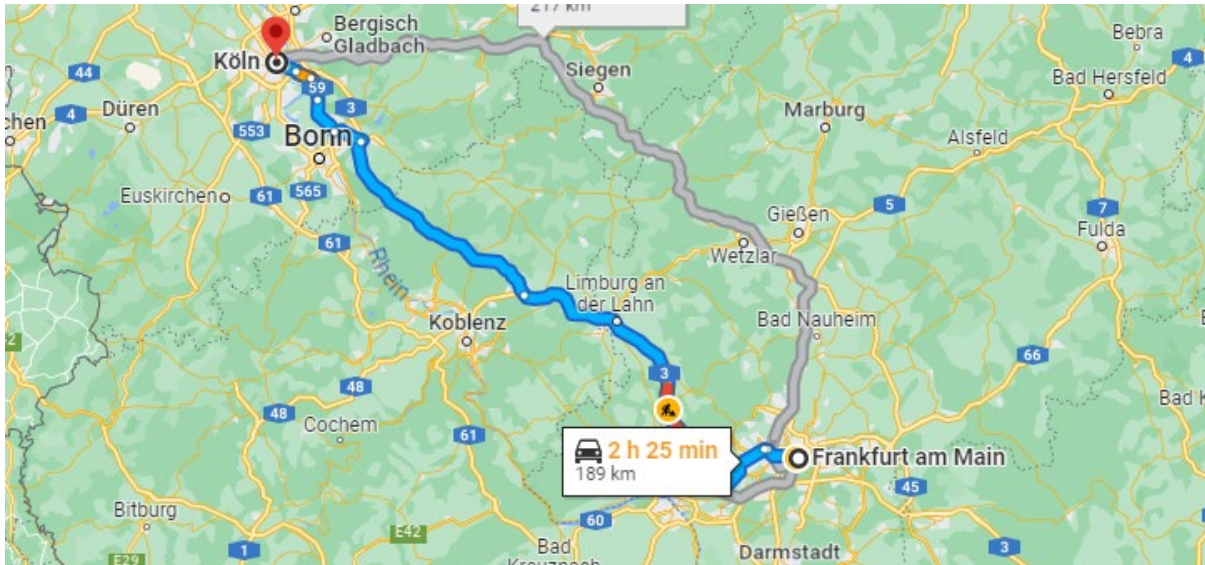 217 km
Bergisch
Gladbach
Bebra
Köln
44
Siegen
4
Bad Hersfeld
59
3
Düren
4
chen
Marburg
553
Bonn
Alsfeld
Euskirchen
61
565
5
7
Gießen
Fulda
61
Rhein
Wetzlar
Limburg an
der Lahn
Koblenz
Bad Nauheim
66
3
48
48
Cochem
61
2 h 25 min
189 km
Frankfurt am Main
45
Bitburg
60
E42
1
Bad
Darmstadt
3
E29